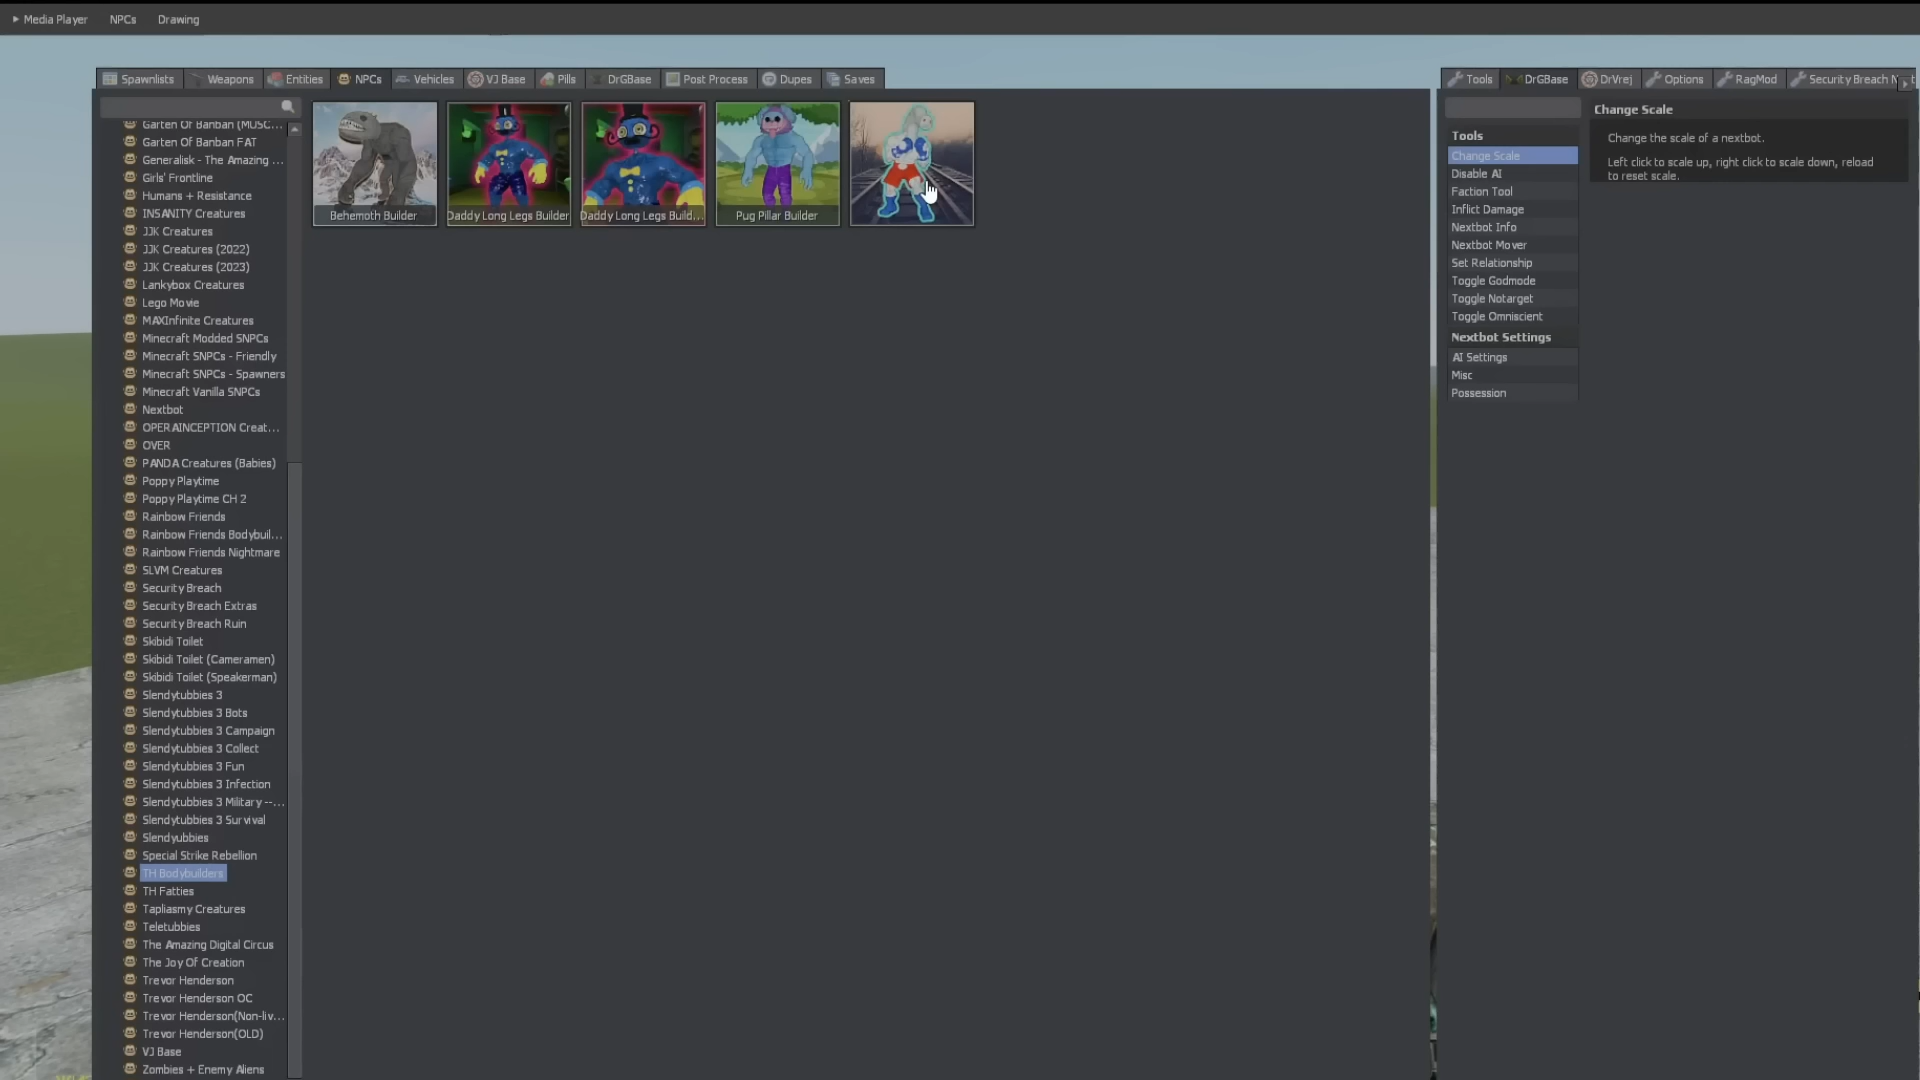 Media Player NPCs Drawing
Spawnlists Weapons Entities NPCs Vehicles VJ Base Pills DrGBase Post Process Dupes Saves
Tools DrGBase DrVrej Options RagMod Security Breach N
Garten Of Banban (MUSC...
Garten Of Banban FAT
Generalisk - The Amazing ...
Girls' Frontline
Humans + Resistance
INSANITY Creatures
JJK Creatures
JJK Creatures (2022)
JJK Creatures (2023)
Lankybox Creatures
Lego Movie
MAXInfinite Creatures
Minecraft Modded SNPCs
Minecraft SNPCs - Friendly
Minecraft SNPCs - Spawners
Minecraft Vanilla SNPCs
Nextbot
OPERAINCEPTION Creat...
OVER
PANDA Creatures (Babies)
Poppy Playtime
Poppy Playtime CH 2
Rainbow Friends
Rainbow Friends Bodybuil...
Rainbow Friends Nightmare
SLVM Creatures
Security Breach
Security Breach Extras
Security Breach Ruin
Skibidi Toilet
Skibidi Toilet (Cameramen)
Skibidi Toilet (Speakerman)
Slendytubbies 3
Slendytubbies 3 Bots
Slendytubbies 3 Campaign
Slendytubbies 3 Collect
Slendytubbies 3 Fun
Slendytubbies 3 Infection
Slendytubbies 3 Military --...
Slendytubbies 3 Survival
Slendyubbies
Special Strike Rebellion
TH Bodybuilders
TH Fatties
Tapliasmy Creatures
Teletubbies
The Amazing Digital Circus
The Joy Of Creation
Trevor Henderson
Trevor Henderson OC
Trevor Henderson(Non-liv...
Trevor Henderson(OLD)
VJ Base
Zombies + Enemy Aliens
Behemoth Builder
Daddy Long Legs Builder
Daddy Long Legs Build...
Pug Pillar Builder
Tools
Change Scale
Disable AI
Faction Tool
Inflict Damage
Nextbot Info
Nextbot Mover
Set Relationship
Toggle Godmode
Toggle Notarget
Toggle Omniscient
Nextbot Settings
AI Settings
Misc
Possession
Change Scale
Change the scale of a nextbot.
Left click to scale up, right click to scale down, reload
to reset scale.